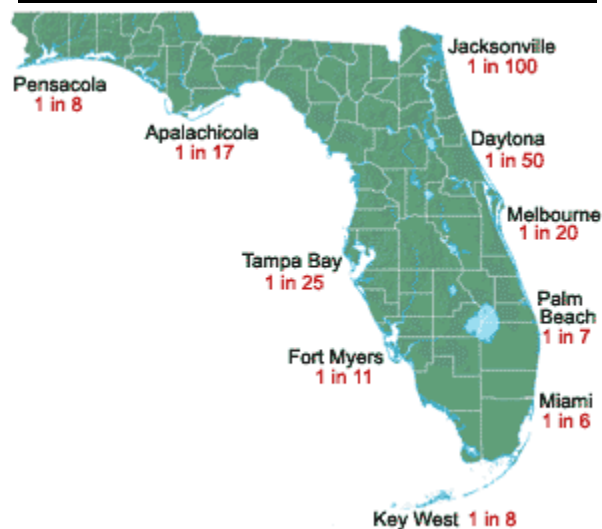 Jacksonville
1 in 100
Pensacola
1 in 8
Apalachicola
1 in 17
Daytona
1 in 50
Melbourne
1 in 20
Tampa Bay
1 in 25
Palm
Beach
1 in 7
Fort Myers
1 in 11
Miami
1 in 6
Key West 1 in 8